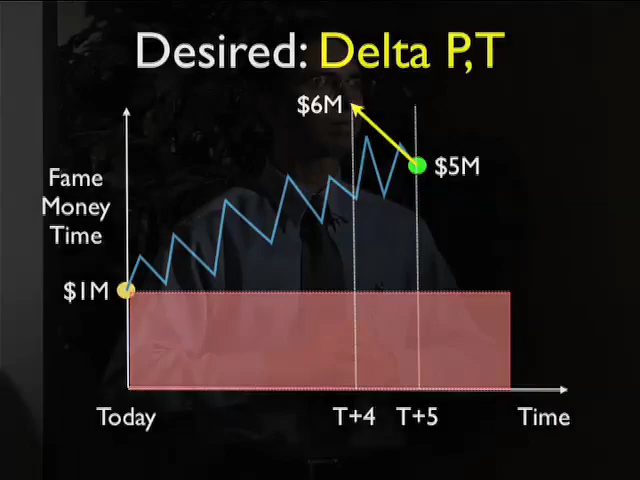 Desired: Delta P,T
$6M
$5M
Fame
Money
Time
$1M
Today
T+4
T+5
Time